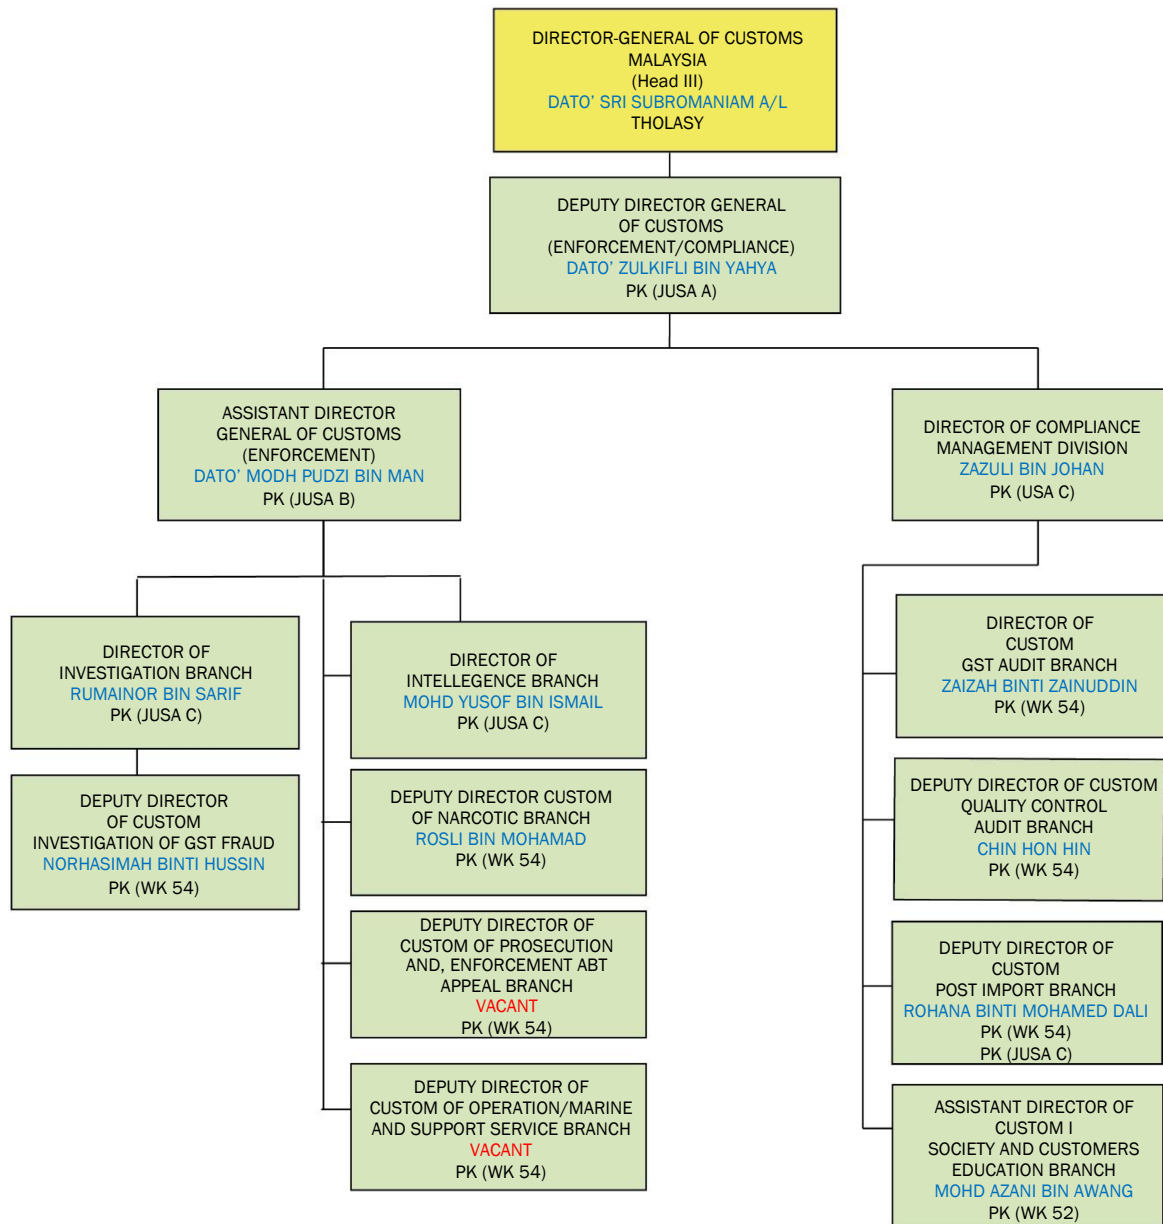 DIRECTOR-GENERAL OF CUSTOMS
MALAYSIA
(Head III)
DATO' SRI SUBROMANIAM A/L
THOLASY
DEPUTY DIRECTOR GENERAL
OF CUSTOMS
(ENFORCEMENT/COMPLIANCE)
DATO' ZULKIFLI BIN YAHYA
PK (JUSA A)
ASSISTANT DIRECTOR
GENERAL OF CUSTOMS
(ENFORCEMENT)
DATO' MODH PUDZI BIN MAN
PK (JUSA B)
DIRECTOR OF COMPLIANCE
MANAGEMENT DIVISION
ZAZULI BIN JOHAN
PK (USA C)
DIRECTOR OF
INVESTIGATION BRANCH
RUMAINOR BIN SARIF
PK (JUSA C)
DEPUTY DIRECTOR
OF CUSTOM
INVESTIGATION OF GST FRAUD
NORHASIMAH BINTI HUSSIN
PK (WK 54)
DIRECTOR OF
INTELLEGENCE BRANCH
MOHD YUSOF BIN ISMAIL
PK (JUSA C)
DEPUTY DIRECTOR CUSTOM
OF NARCOTIC BRANCH
ROSLI BIN MOHAMAD
PK (WK 54)
DEPUTY DIRECTOR OF
CUSTOM OF PROSECUTION
AND, ENFORCEMENT ABT
APPEAL BRANCH
VACANT
PK (WK 54)
DEPUTY DIRECTOR OF
CUSTOM OF OPERATION/MARINE
AND SUPPORT SERVICE BRANCH
VACANT
PK (WK 54)
DIRECTOR OF
CUSTOM
GST AUDIT BRANCH
ZAIZAH BINTI ZAINUDDIN
PK (WK 54)
DEPUTY DIRECTOR OF CUSTOM
QUALITY CONTROL
AUDIT BRANCH
CHIN HON HIN
PK (WK 54)
DEPUTY DIRECTOR OF
CUSTOM
POST IMPORT BRANCH
ROHANA BINTI MOHAMED DALI
PK (WK 54)
PK (JUSA C)
ASSISTANT DIRECTOR OF
CUSTOM I
SOCIETY AND CUSTOMERS
EDUCATION BRANCH
MOHD AZANI BIN AWANG
PK (WK 52)